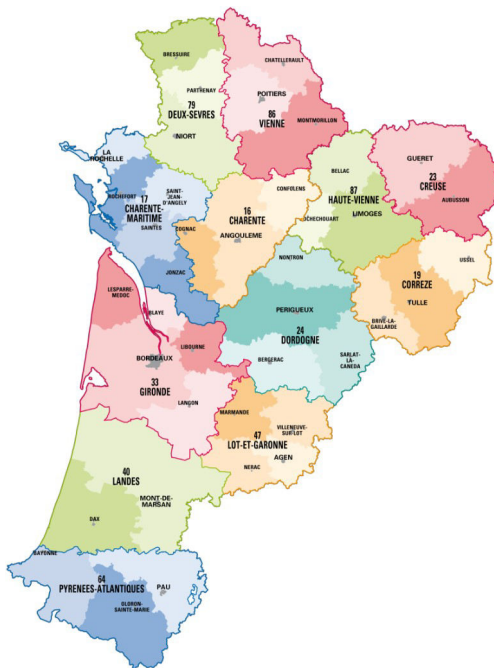 BRESSUIRE
CHATELLERAULT
PARTHENAY
79
DEUX-SEVRES
POITIERS
86
VIENNE
MONTMORILLON
NIORT
LA
ROCHELLE
GUERET
23
CREUSE
BELLAC
87
HAUTE-VIENNE
ROCHEFORT
17
CHARENTE-
MARITIME
SAINT-
JEAN-
D'ANGELY
CONFOLENS
OCHECHOUART
LIMOGES
AUBUSSON
16
CHARENTE
SAINTES
COGNAC
ANGOULEME
JONZAC
NONTRON
USSEL
19
CORREZE
TULLE
LESPARRE-
MEDOC
BLAYE
PERIGUEUX
BRIVE-LA-
GAILLARDE
24
DORDOGNE
LIBOURNE
BORDEAUX
BERGERAC
SARLAT-
LA-
CANEDA
33
GIRONDE
LANGON
MARMANDE
47
LOT-ET-GARONNE
VILLENEUVE-
SUR-LOT
AGEN
NERAC
40
LANDES
MONT-DE-
MARSAN
DAX
BAYONNE
64
PYRENEES-ATLANTIQUES
PAU
OLORON-
SAINTE-MARIE